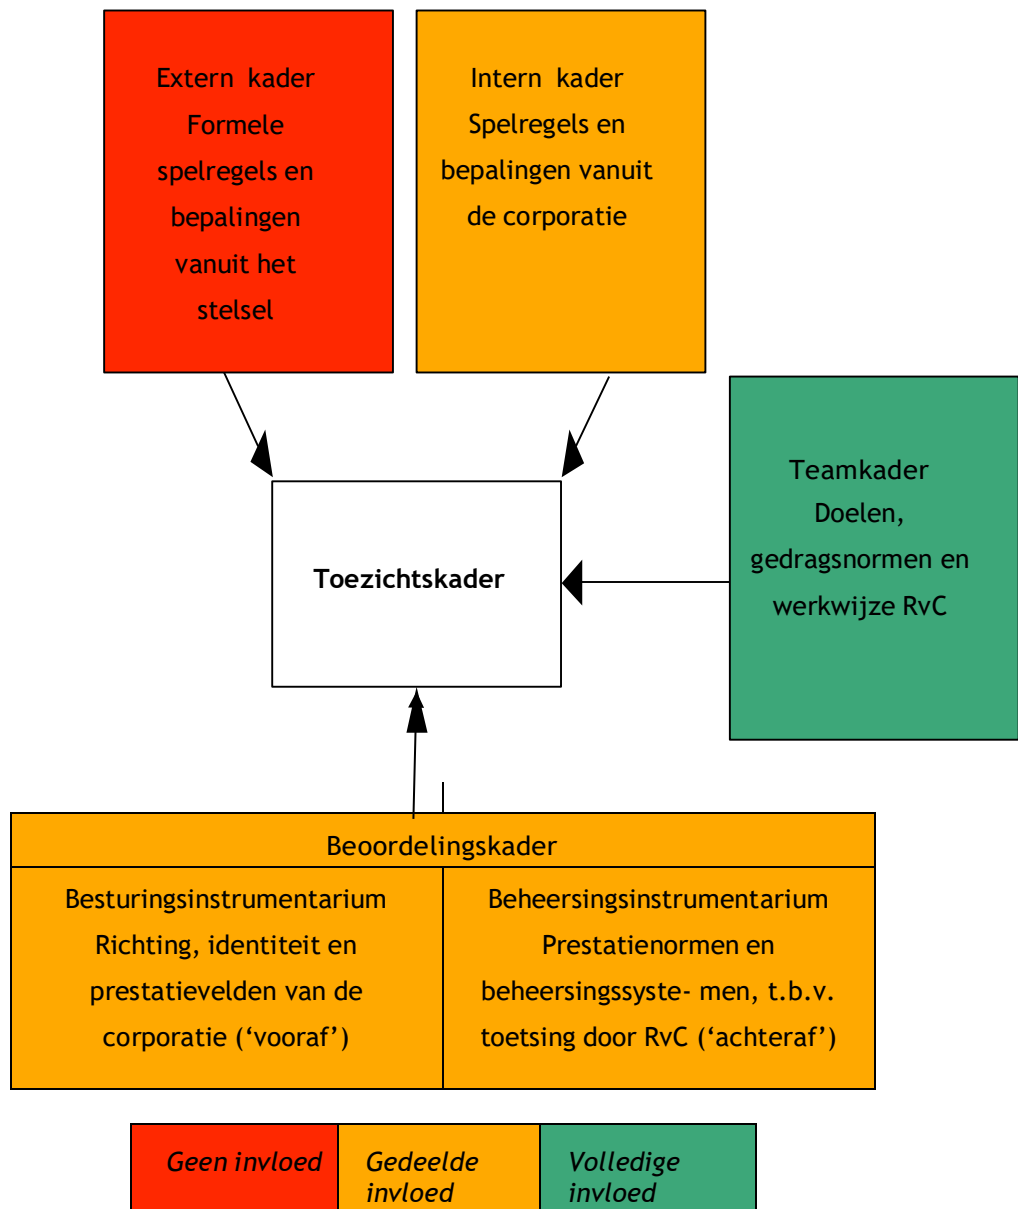 Extern kader
Formele
spelregels en
bepalingen
vanuit het
stelsel
Intern kader
Spelregels en
bepalingen vanuit
de corporatie
Teamkader
Doelen,
gedragsnormen en
werkwijze RvC
Toezichtskader
Beoordelingskader
Besturingsinstrumentarium
Richting, identiteit en
prestatievelden van de
corporatie (‘vooraf’)
Beheersingsinstrumentarium
Prestatienormen en
beheersingssyste- men, t.b.v.
toetsing door RvC (‘achteraf’)
Geen invloed
Gedeelde
invloed
Volledige
invloed